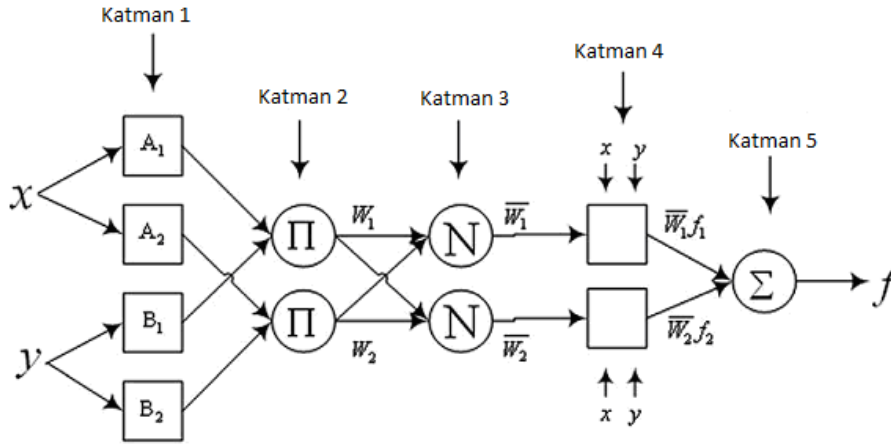 Katman 1
Katman 2
Katman 3
Katman 4
Katman 5
x
y
A₁
A₂
B₁
B₂
Π
Π
W₁
W₂
N
N
W̅₁
W̅₂
x y
x y
W̅₁f₁
W̅₂f₂
Σ
f